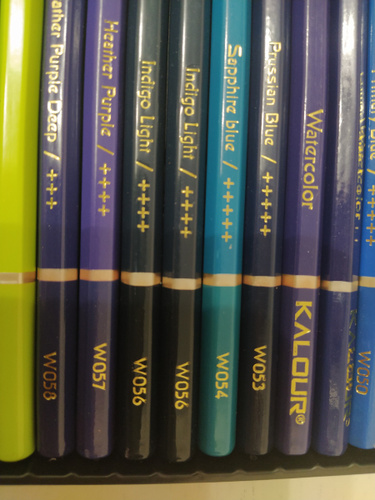 Heather Purple Deep / +++ W058
Heather Purple / ++++ W057
Indigo Light / ++++ W056
Indigo Light / ++++ W056
Sapphire blue / +++++ W054
Prussian Blue / +++++ W053
Watercolor KALOUR
W050